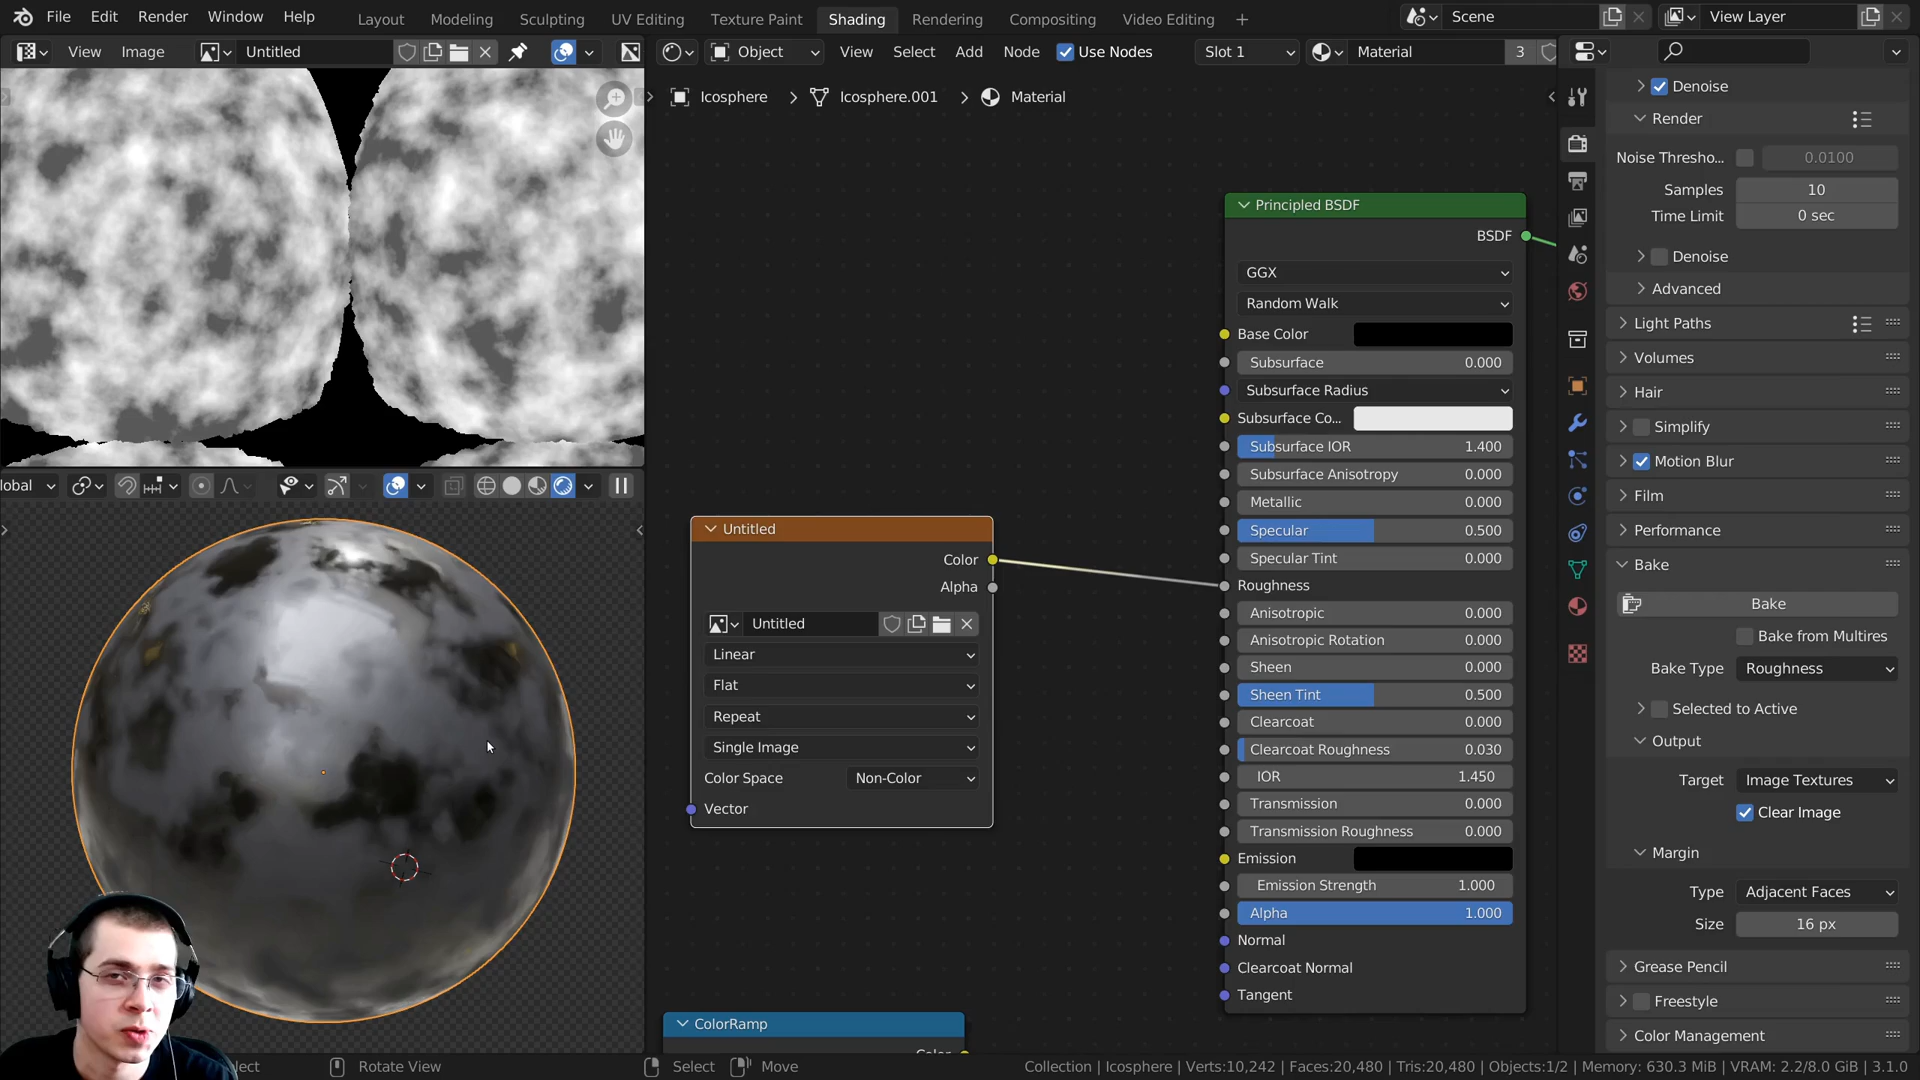 File Edit Render Window Help Layout Modeling Sculpting UV Editing Texture Paint Shading Rendering Compositing Video Editing + Scene View Layer
View Image Untitled Object View Select Add Node Use Nodes Slot 1 Material 3
Icosphere > Icosphere.001 > Material
Denoise
Render
Noise Thresho... 0.0100
Samples 10
Time Limit 0 sec
Denoise
Advanced
Light Paths
Volumes
Hair
Simplify
Motion Blur
Film
Performance
Bake
Bake
Bake from Multires
Bake Type Roughness
Selected to Active
Output
Target Image Textures
Clear Image
Margin
Type Adjacent Faces
Size 16 px
Grease Pencil
Freestyle
Color Management
Principled BSDF
BSDF
GGX
Random Walk
Base Color
Subsurface 0.000
Subsurface Radius
Subsurface Co...
Subsurface IOR 1.400
Subsurface Anisotropy 0.000
Metallic 0.000
Specular 0.500
Specular Tint 0.000
Roughness
Anisotropic 0.000
Anisotropic Rotation 0.000
Sheen 0.000
Sheen Tint 0.500
Clearcoat 0.000
Clearcoat Roughness 0.030
IOR 1.450
Transmission 0.000
Transmission Roughness 0.000
Emission
Emission Strength 1.000
Alpha 1.000
Normal
Clearcoat Normal
Tangent
lobal
Untitled
Color
Alpha
Untitled
Linear
Flat
Repeat
Single Image
Color Space Non-Color
Vector
ColorRamp
Color
lect Rotate View Select Move Collection | Icosphere | Verts:10,242 | Faces:20,480 | Tris:20,480 | Objects:1/2 | Memory: 630.3 MiB | VRAM: 2.2/8.0 GiB | 3.1.0